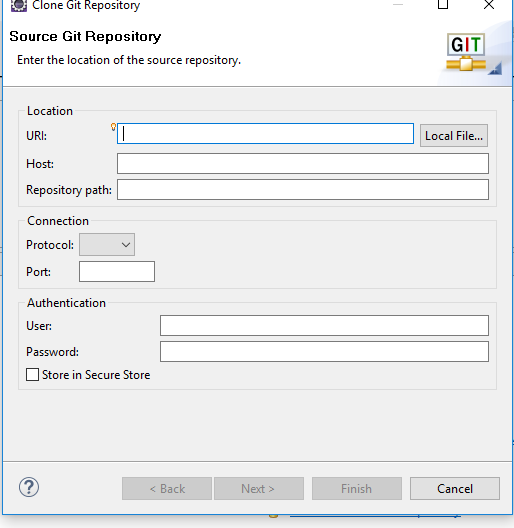 Clone Git Repository
Source Git Repository
Enter the location of the source repository.
GIT
Location
URI:
Local File...
Host:
Repository path:
Connection
Protocol:
Port:
Authentication
User:
Password:
Store in Secure Store
?
< Back
Next >
Finish
Cancel